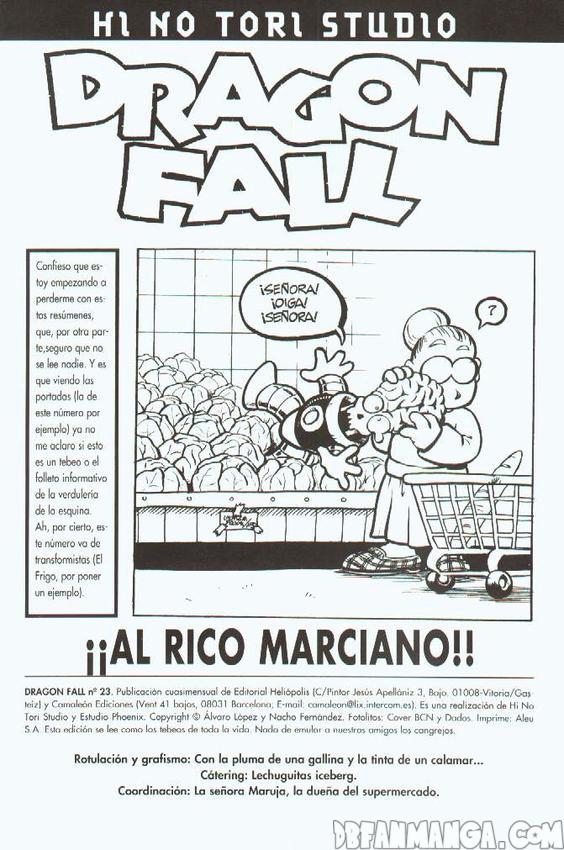 HI NO TORI STUDIO
DRAGON
FALL
Confieso que es-
toy empezando a
perderme con es-
tos resúmenes,
que, por otra par-
te,seguro que no
se lee nadie. Y es
que viendo las
portadas (la de
este número por
ejemplo) ya no
me aclaro si esto
es un tebeo o el
folleto informativo
de la verdulería
de la esquina.
Ah, por cierto, es-
te número va de
transformistas (El
Frigo, por poner
un ejemplo).
¡SEÑORA!
¡OIGA!
¡SEÑORA!
?
¡¡AL RICO MARCIANO!!
DRAGON FALL nº 23. Publicación cuasimensual de Editorial Heliópolis (C/Pintor Jesús Apellániz 3, Bajo. 01008-Vitoria/Gas
teiz) y Camaleón Ediciones (Vent 41 bajos, 08031 Barcelona, E-mail: camaleon@lix.intercom.es). Es una realización de Hi No
Tori Studio y Estudio Phoenix. Copyright © Álvaro López y Nacho Fernández. Fotolitos: Cover BCN y Dodos. Imprime: Aleu
S.A. Esta edición se lee como los tebeos de toda la vida. Nada de emular a nuestros amigos los cangrejos.
Rotulación y grafismo: Con la pluma de una gallina y la tinta de un calamar...
Cátering: Lechuguitas iceberg.
Coordinación: La señora Maruja, la dueña del supermercado.
DBFANMANGA.COM